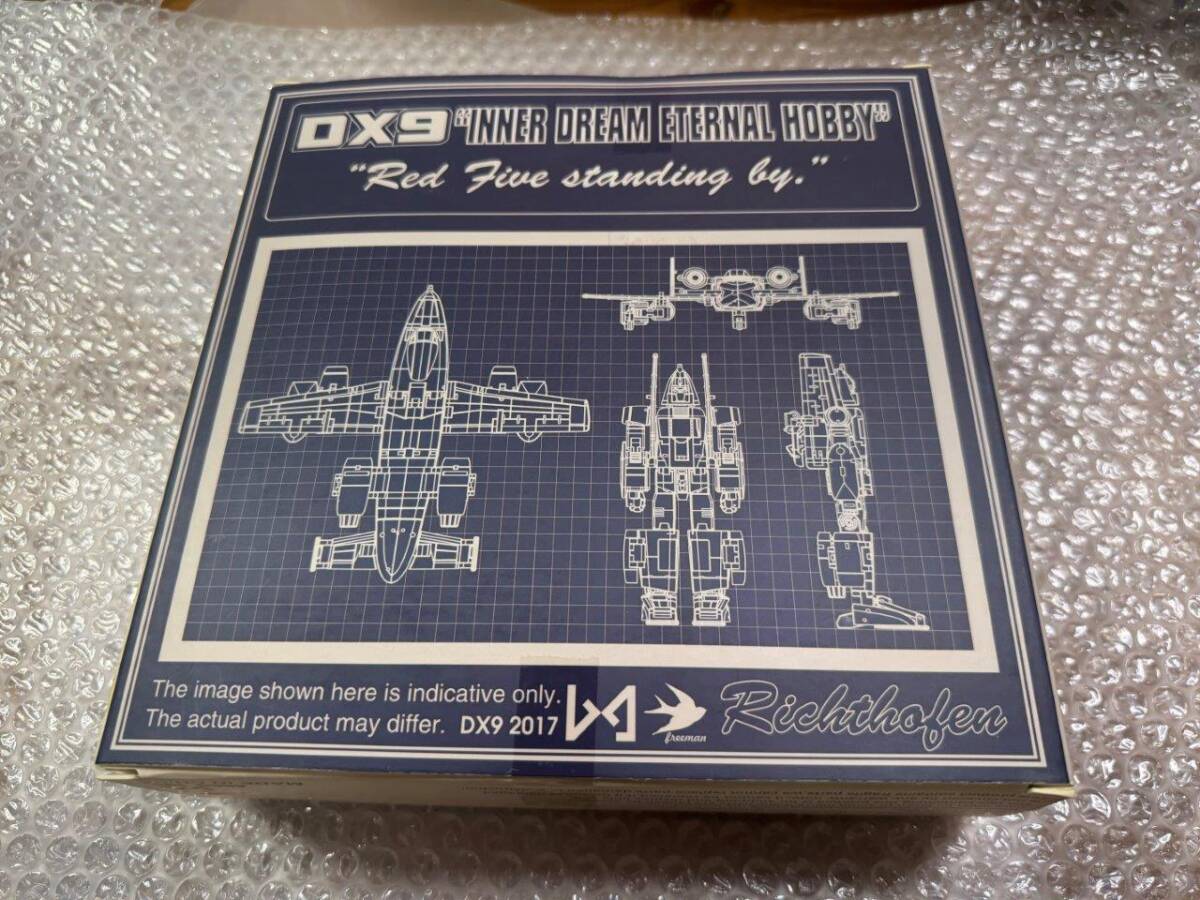 DX9 "INNER DREAM ETERNAL HOBBY"
"Red Five standing by."
The image shown here is indicative only.
The actual product may differ. DX9 2017
freeman
Richthofen